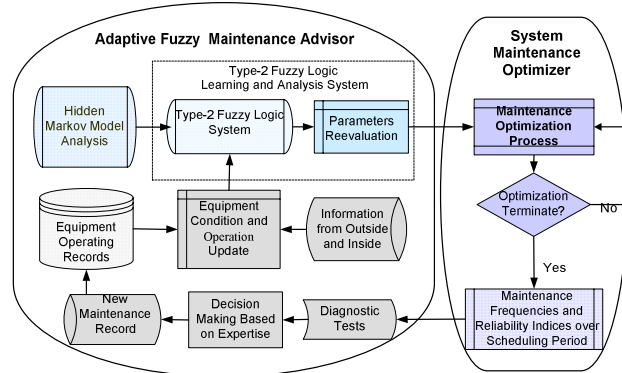 Adaptive Fuzzy Maintenance Advisor
System
Maintenance
Optimizer
Type-2 Fuzzy Logic
Learning and Analysis System
Hidden
Markov Model
Analysis
Type-2 Fuzzy Logic
System
Parameters
Reevaluation
Maintenance
Optimization
Process
Optimization
Terminate?
No
Yes
Equipment
Operating
Records
Equipment
Condition and
Operation
Update
Information
from Outside
and Inside
New
Maintenance
Record
Decision
Making Based
on Expertise
Diagnostic
Tests
Maintenance
Frequencies and
Reliability Indices over
Scheduling Period